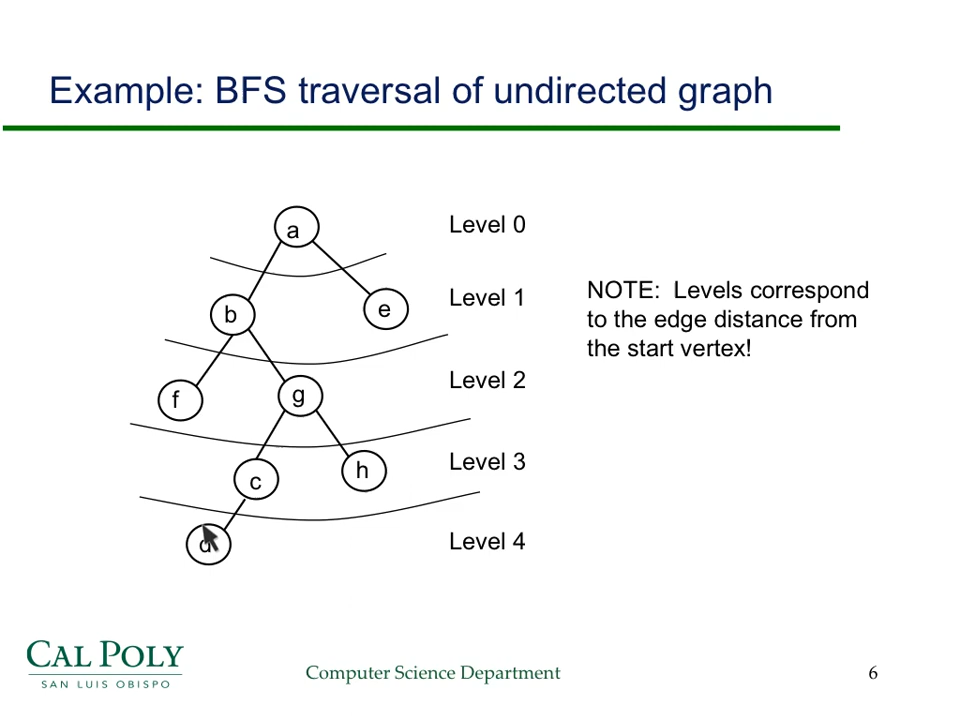 Example: BFS traversal of undirected graph
a
Level 0
b
e
Level 1
NOTE: Levels correspond
to the edge distance from
the start vertex!
f
g
Level 2
c
h
Level 3
d
Level 4
CAL POLY
SAN LUIS OBISPO
Computer Science Department
6